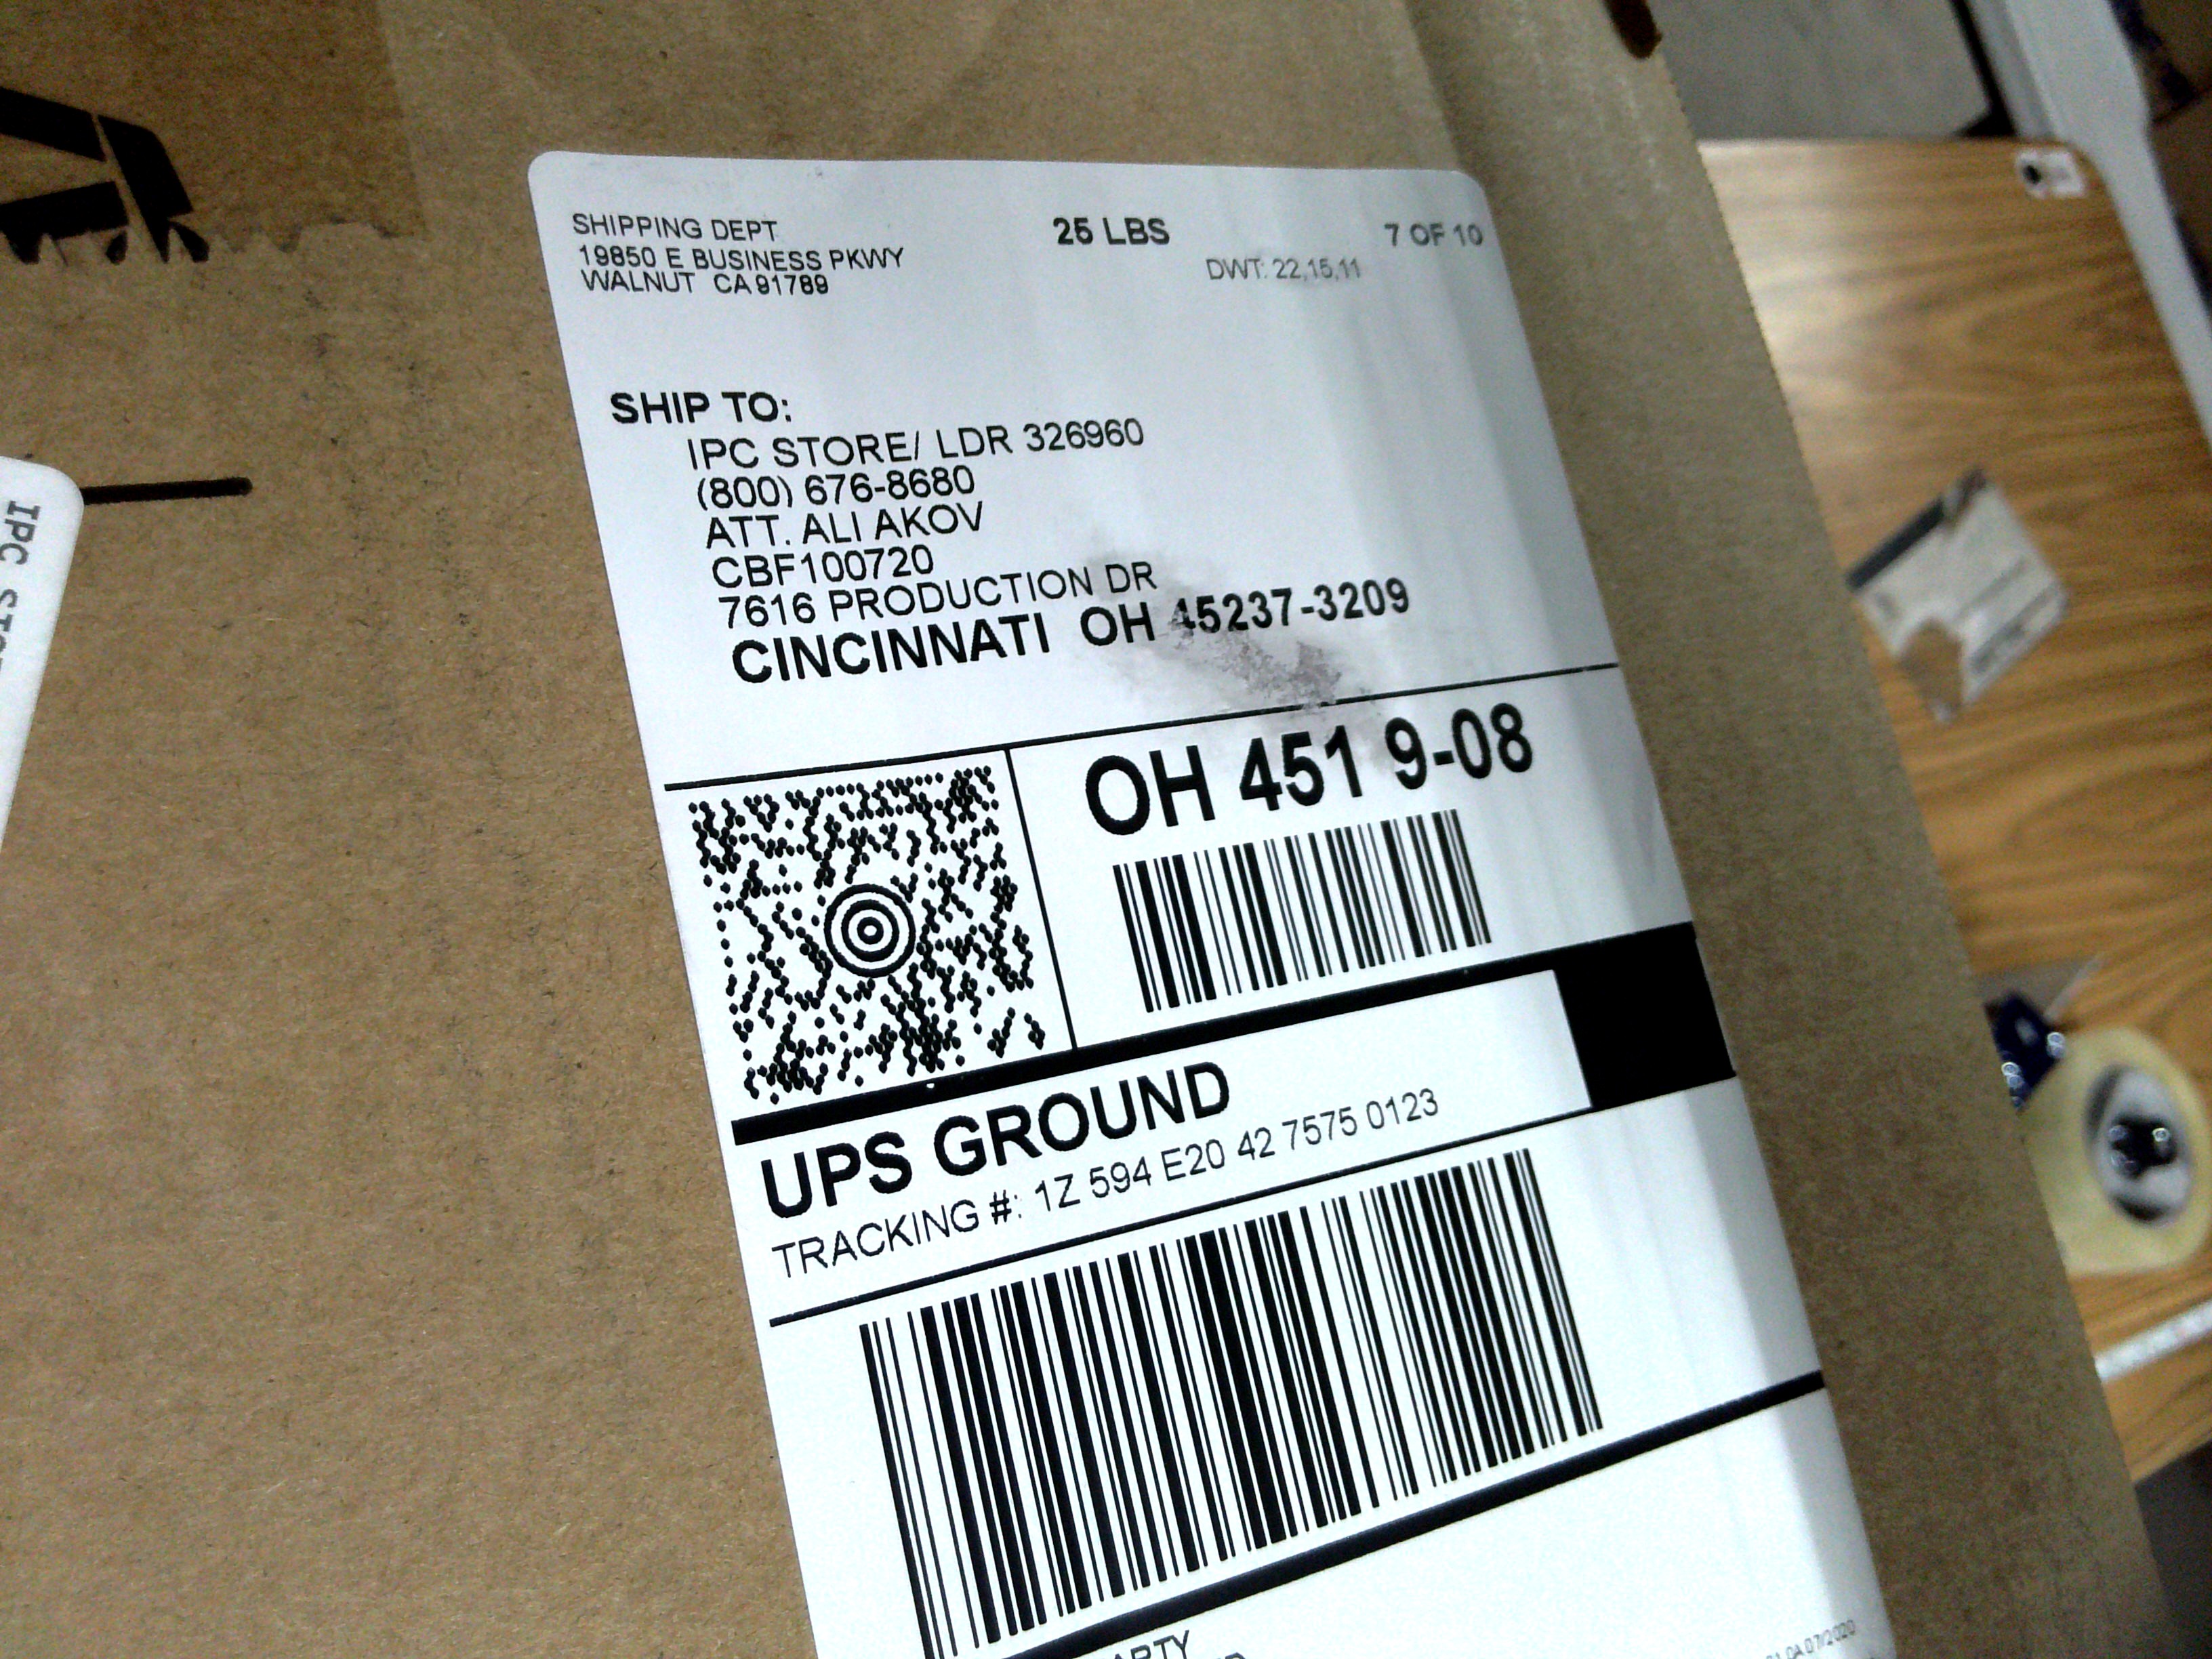 SHIPPING DEPT
19850 E BUSINESS PKWY
WALNUT CA 91789
25 LBS
7 OF 10
DWT: 22,15,11
SHIP TO:
IPC STORE/ LDR 326960
(800) 676-8680
ATT. ALI AKOV
CBF100720
7616 PRODUCTION DR
CINCINNATI OH 45237-3209
OH 451 9-08
UPS GROUND
TRACKING #: 1Z 594 E20 42 7575 0123
IPC